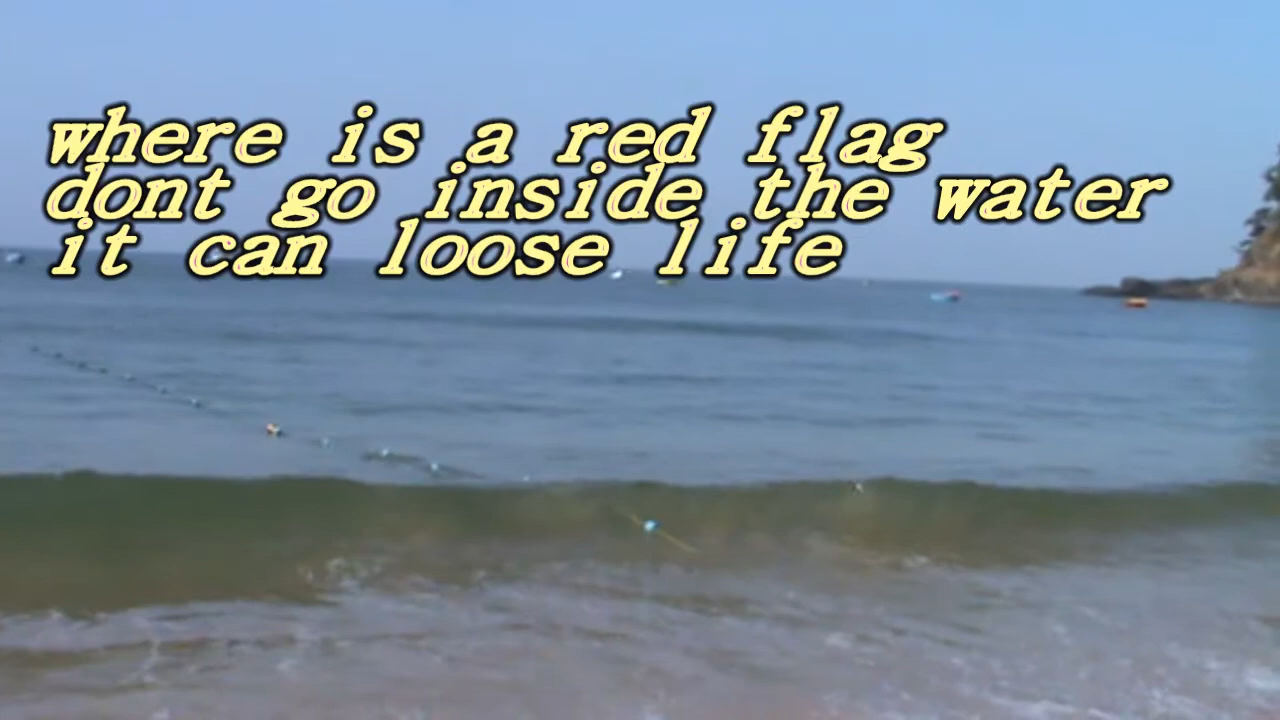 where is a red flag
dont go inside the water
it can loose life